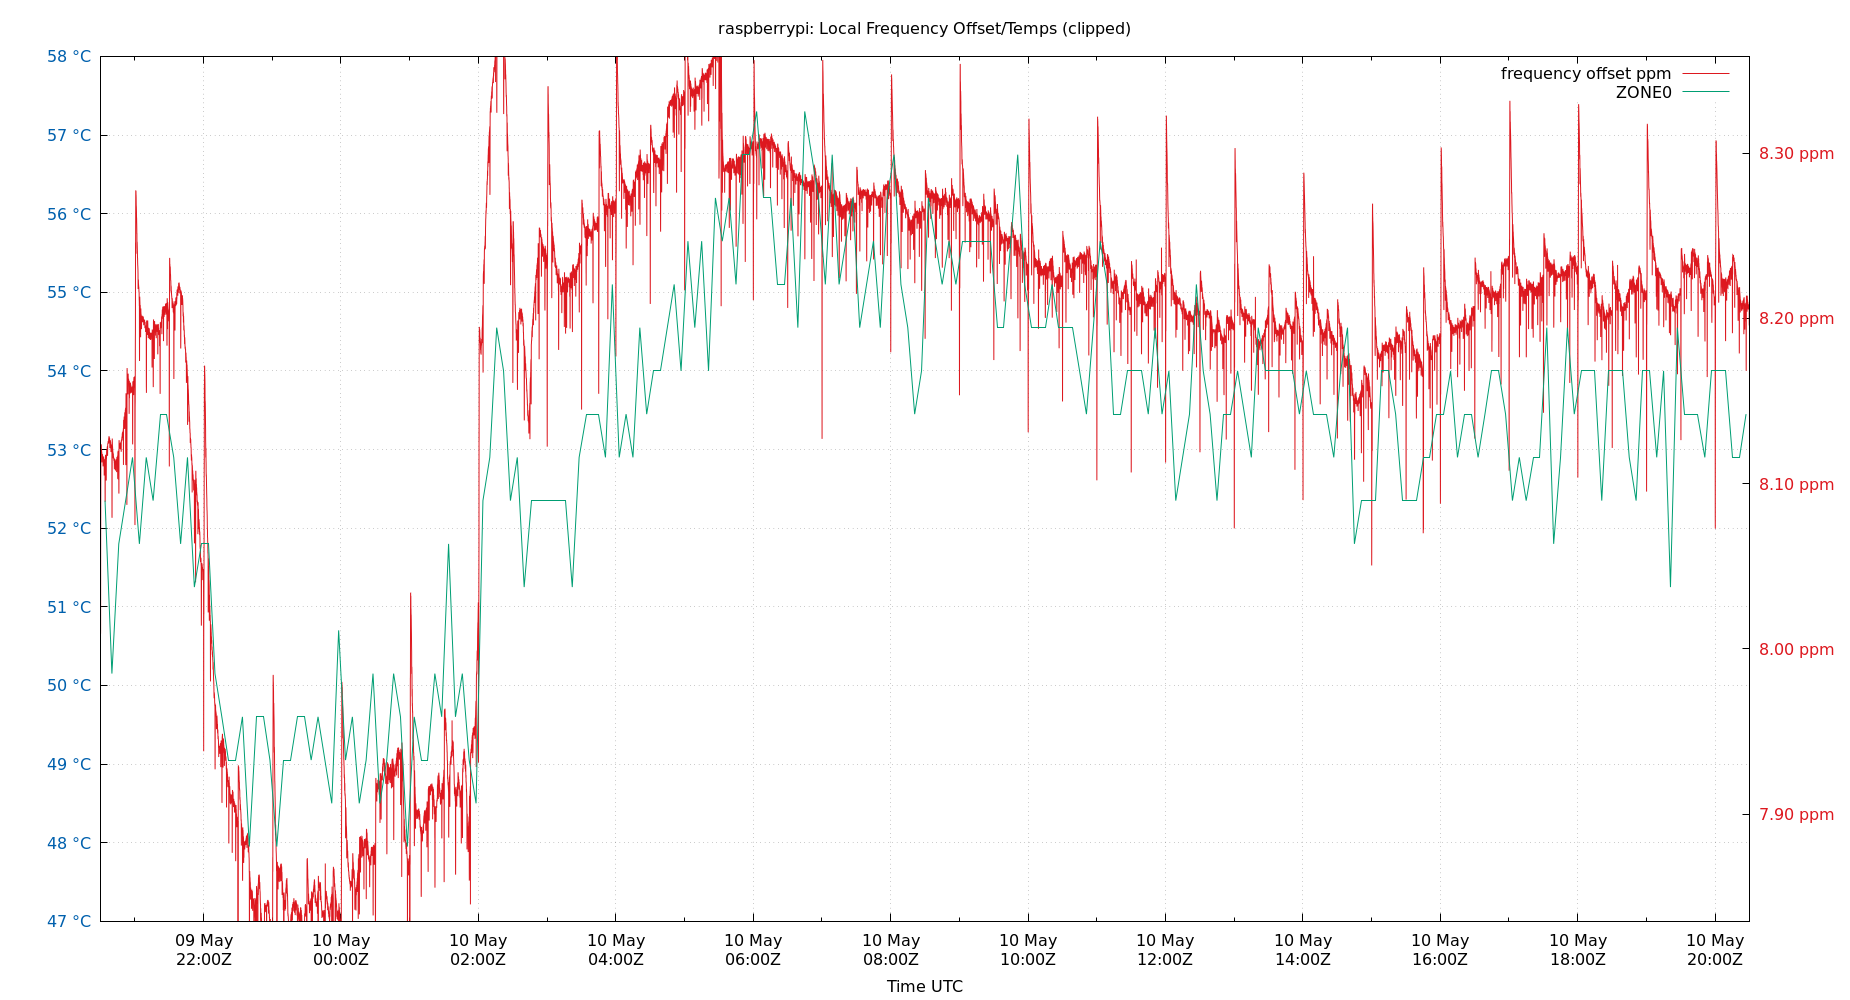 raspberrypi: Local Frequency Offset/Temps (clipped)
58 °C
57 °C
56 °C
55 °C
54 °C
53 °C
52 °C
51 °C
50 °C
49 °C
48 °C
47 °C
frequency offset ppm
ZONE0
8.30 ppm
8.20 ppm
8.10 ppm
8.00 ppm
7.90 ppm
09 May 10 May 10 May 10 May 10 May 10 May 10 May 10 May 10 May 10 May 10 May 10 May
22:00Z 00:00Z 02:00Z 04:00Z 06:00Z 08:00Z 10:00Z 12:00Z 14:00Z 16:00Z 18:00Z 20:00Z
Time UTC